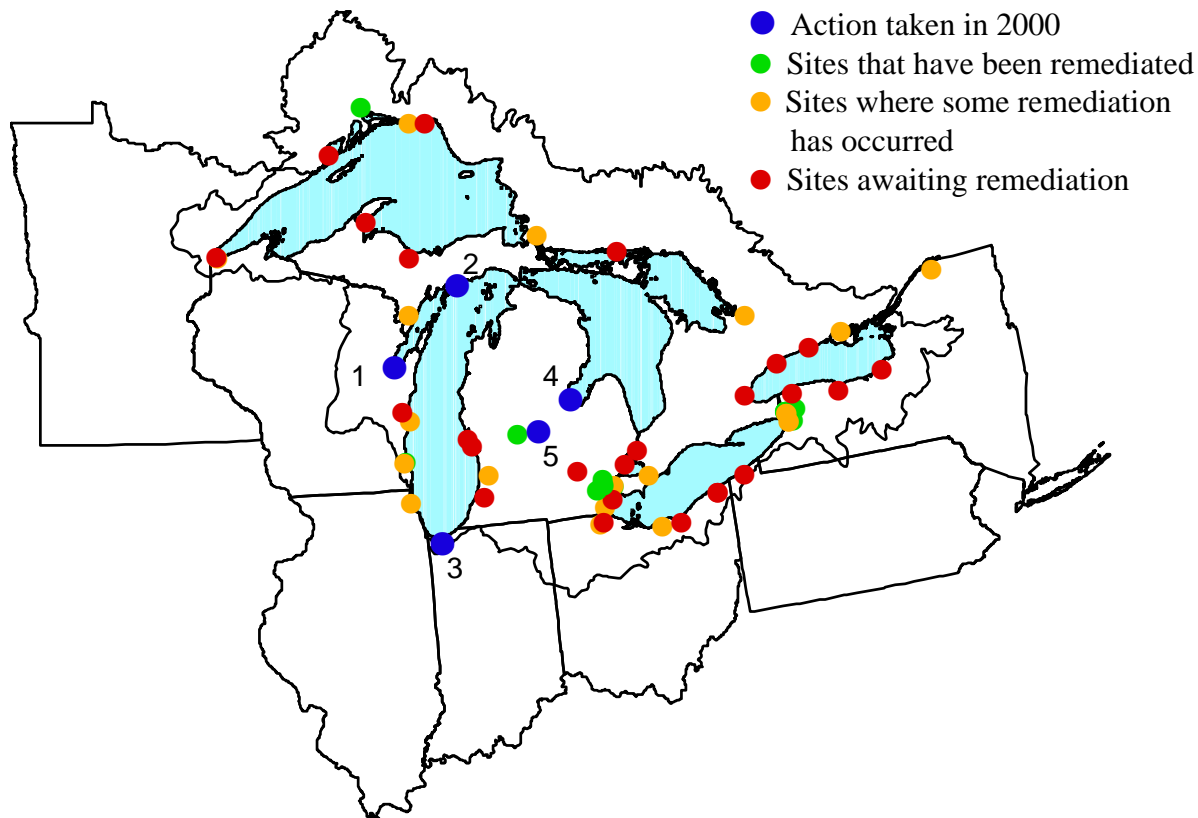 Action taken in 2000
Sites that have been remediated
Sites where some remediation
has occurred
Sites awaiting remediation
2
1
4
5
3